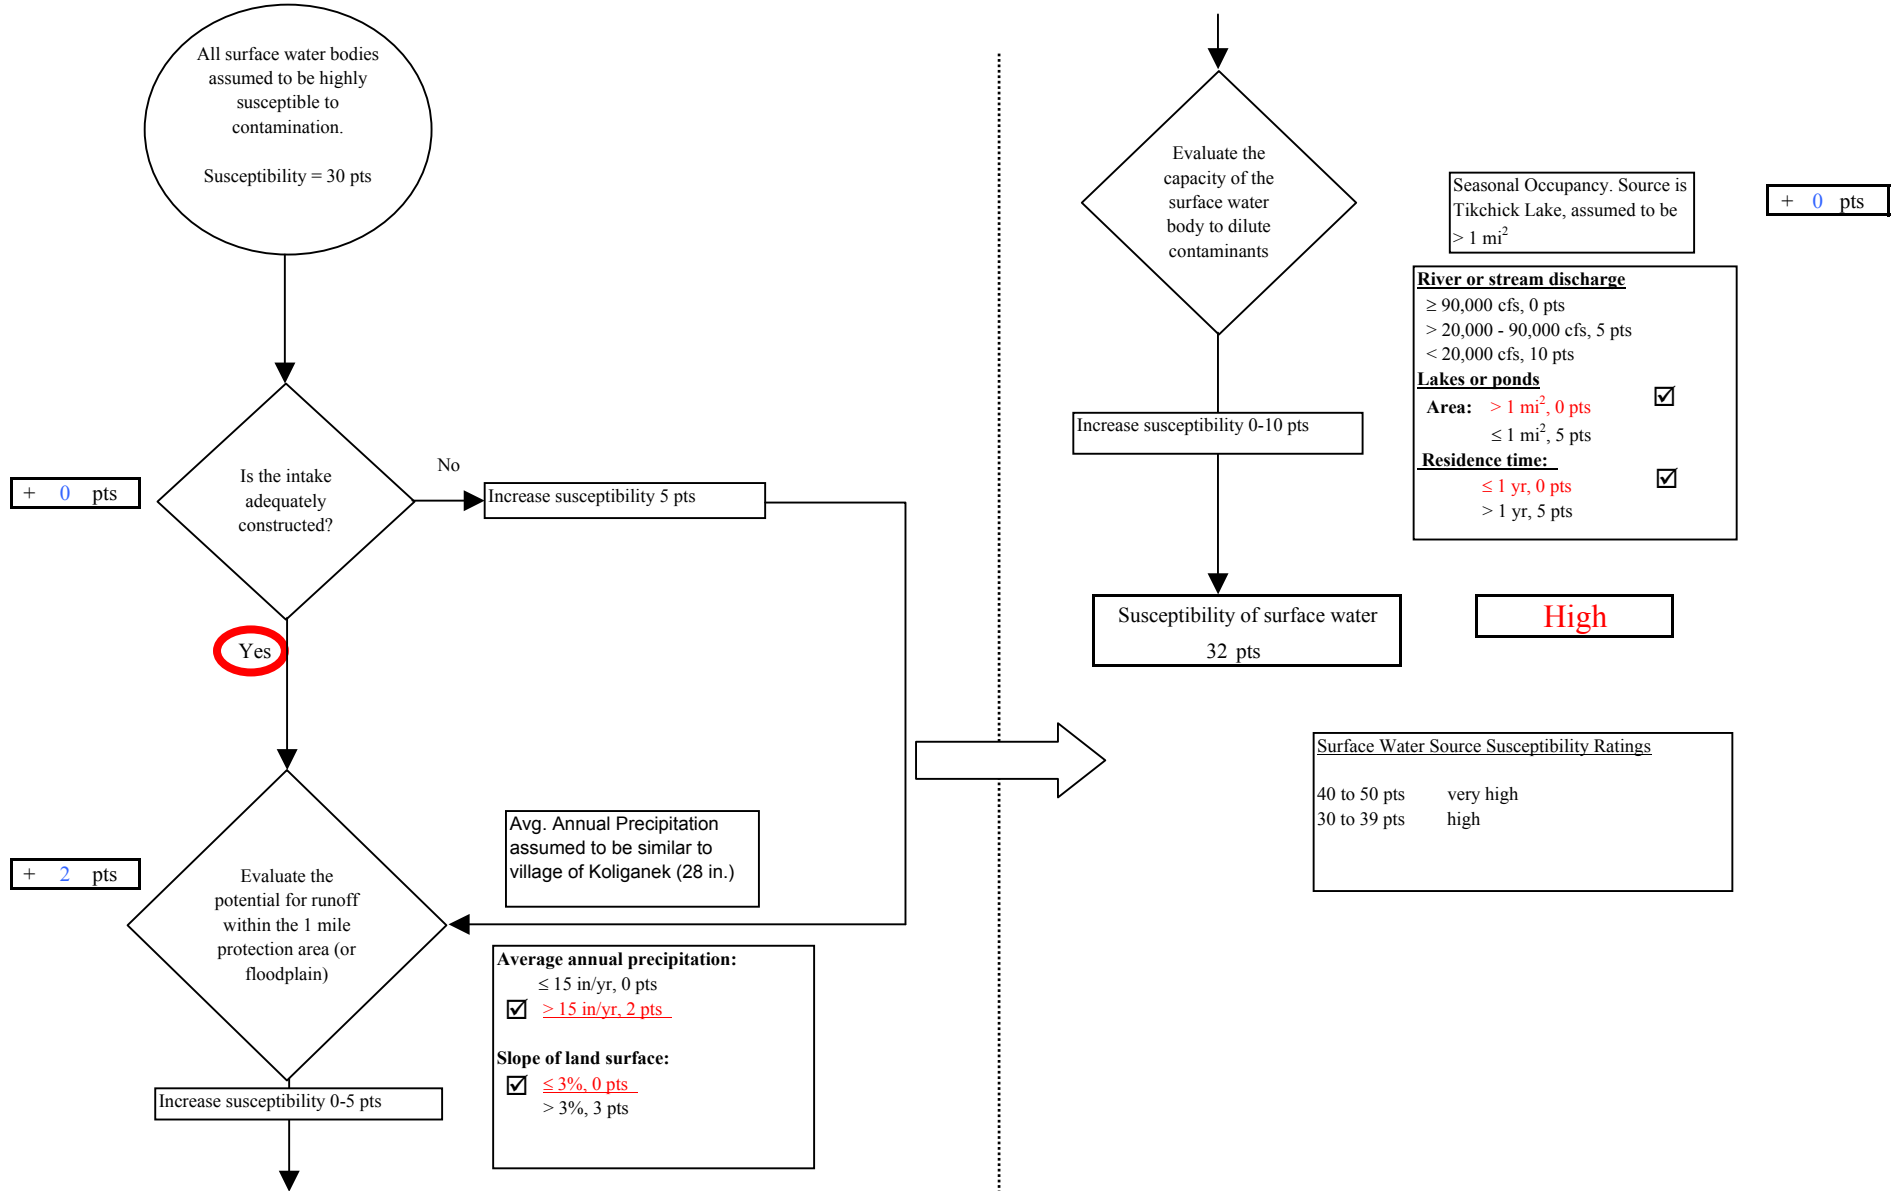 All surface water bodies
assumed to be highly
susceptible to
contamination.
Susceptibility = 30 pts
+ 0 pts
Is the intake
adequately
constructed?
No
Increase susceptibility 5 pts
Yes
+ 2 pts
Evaluate the
potential for runoff
within the 1 mile
protection area (or
floodplain)
Avg. Annual Precipitation
assumed to be similar to
village of Koliganek (28 in.)
Average annual precipitation:
≤ 15 in/yr, 0 pts
☑ > 15 in/yr, 2 pts
Slope of land surface:
☑ ≤ 3%, 0 pts
> 3%, 3 pts
Increase susceptibility 0-5 pts
Evaluate the
capacity of the
surface water
body to dilute
contaminants
Seasonal Occupancy. Source is
Tikchick Lake, assumed to be
> 1 mi²
+ 0 pts
River or stream discharge
≥ 90,000 cfs, 0 pts
> 20,000 - 90,000 cfs, 5 pts
< 20,000 cfs, 10 pts
Lakes or ponds
Area: > 1 mi², 0 pts ☑
≤ 1 mi², 5 pts
Residence time:
≤ 1 yr, 0 pts ☑
> 1 yr, 5 pts
Increase susceptibility 0-10 pts
Susceptibility of surface water
32 pts
High
Surface Water Source Susceptibility Ratings
40 to 50 pts very high
30 to 39 pts high